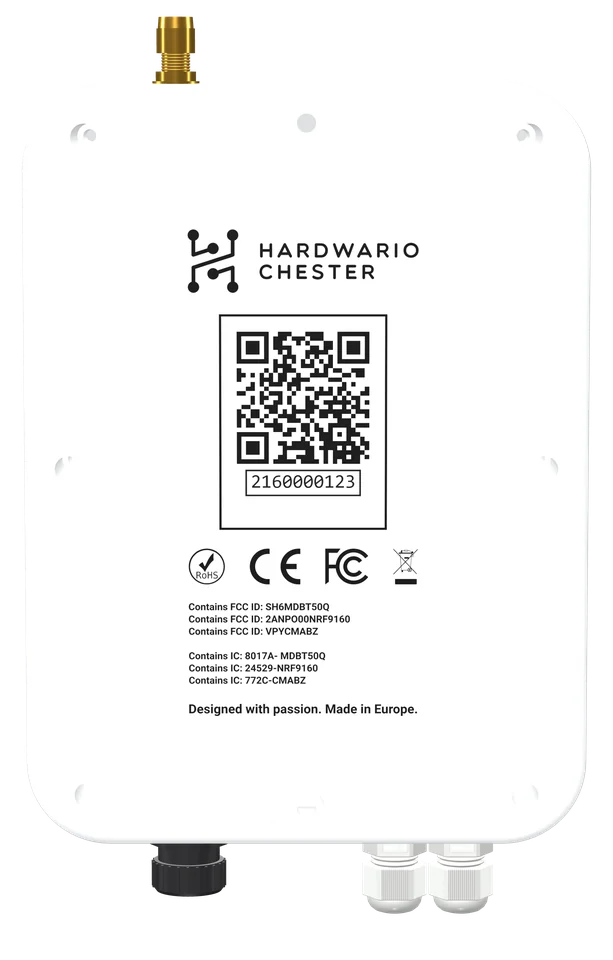 HARDWARIO
CHESTER
2160000123
RoHS
CE FC
Contains FCC ID: SH6MDBT50Q
Contains FCC ID: 2ANPO00NRF9160
Contains FCC ID: VPYCMABZ
Contains IC: 8017A- MDBT50Q
Contains IC: 24529-NRF9160
Contains IC: 772C-CMABZ
Designed with passion. Made in Europe.